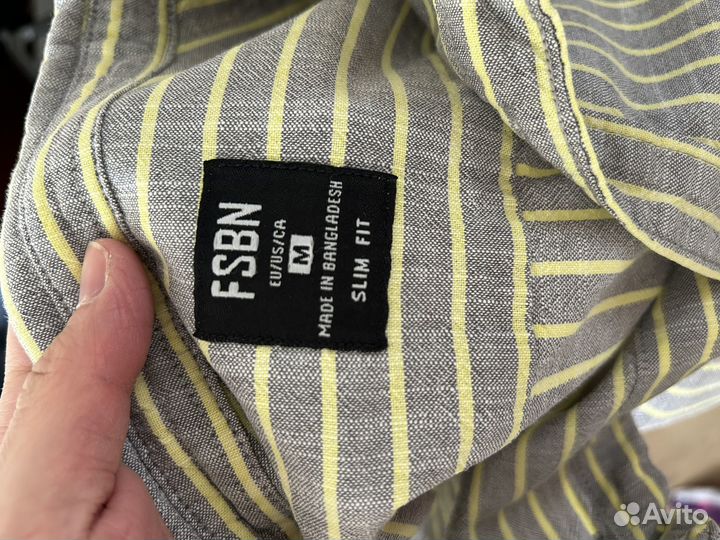 FSBN
EU/US/CA
M
MADE IN BANGLADESH
SLIM FIT
Avito